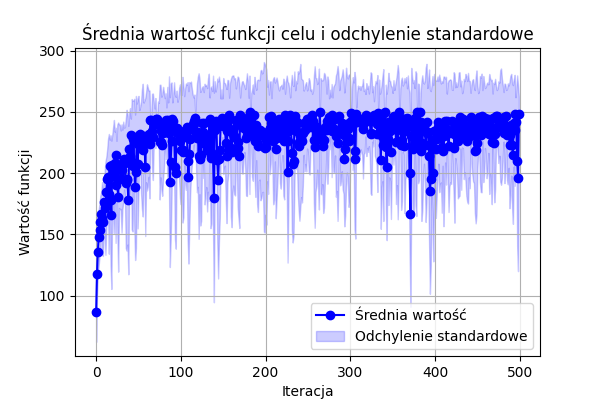 Średnia wartość funkcji celu i odchylenie standardowe
300
250
200
150
100
Wartość funkcji
0 100 200 300 400 500
Iteracja
Średnia wartość
Odchylenie standardowe